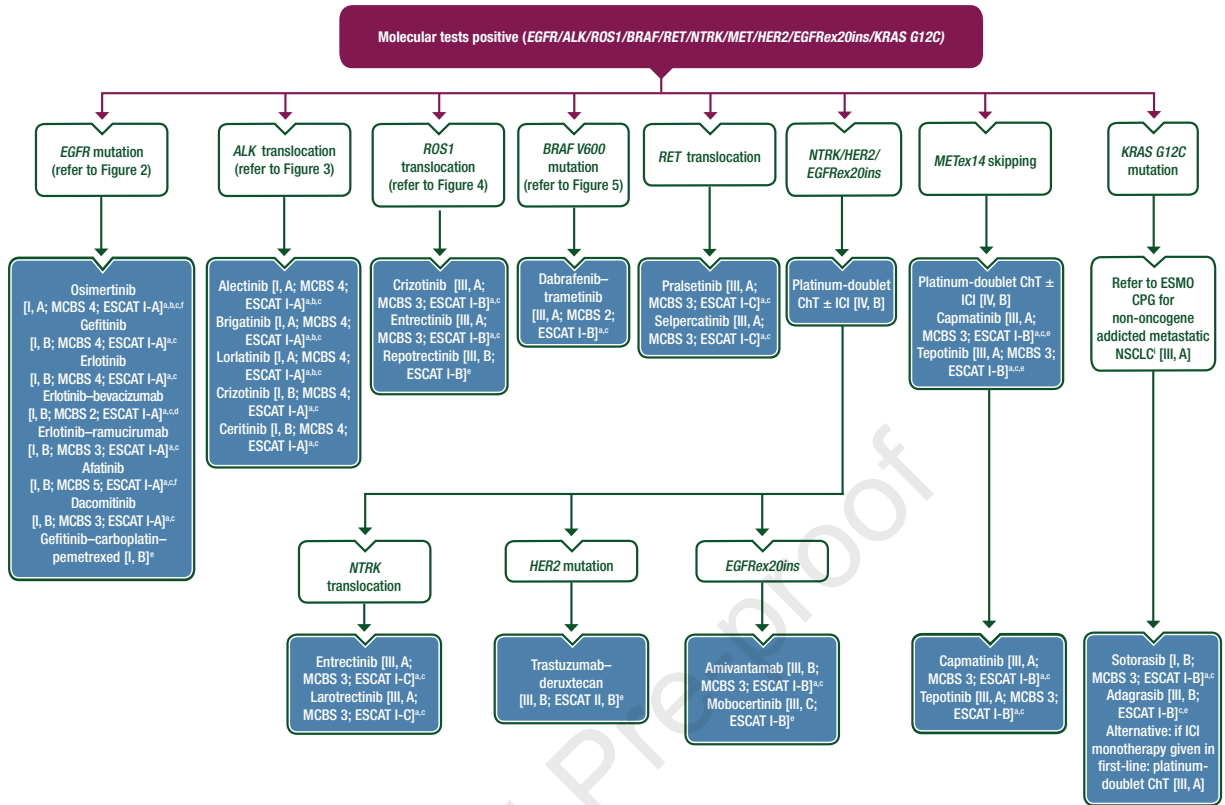 Molecular tests positive (EGFR/ALK/ROS1/BRAF/RET/NTRK/MET/HER2/EGFRex20ins/KRAS G12C)
EGFR mutation
(refer to Figure 2)
ALK translocation
(refer to Figure 3)
ROS1
translocation
(refer to Figure 4)
BRAF V600
mutation
(refer to Figure 5)
RET translocation
NTRK/HER2/
EGFRex20ins
METex14 skipping
KRAS G12C
mutation
Osimertinib
[I, A; MCBS 4; ESCAT I-A]a,b,c,f
Gefitinib
[I, B; MCBS 4; ESCAT I-A]a,c
Erlotinib
[I, B; MCBS 4; ESCAT I-A]a,c
Erlotinib–bevacizumab
[I, B; MCBS 2; ESCAT I-A]a,c,d
Erlotinib–ramucirumab
[I, B; MCBS 3; ESCAT I-A]a,c
Afatinib
[I, B; MCBS 5; ESCAT I-A]a,c,f
Dacomitinib
[I, B; MCBS 3; ESCAT I-A]a,c
Gefitinib–carboplatin–
pemetrexed [I, B]e
Alectinib [I, A; MCBS 4;
ESCAT I-A]a,b,c
Brigatinib [I, A; MCBS 4;
ESCAT I-A]a,b,c
Lorlatinib [I, A; MCBS 4;
ESCAT I-A]a,b,c
Crizotinib [I, B; MCBS 4;
ESCAT I-A]a,c
Ceritinib [I, B; MCBS 4;
ESCAT I-A]a,c
Crizotinib [III, A;
MCBS 3; ESCAT I-B]a,c
Entrectinib [III, A;
MCBS 3; ESCAT I-B]a,c
Repotrectinib [III, B;
ESCAT I-B]e
Dabrafenib–
trametinib
[III, A; MCBS 2;
ESCAT I-B]a,c
Pralsetinib [III, A;
MCBS 3; ESCAT I-C]a,c
Selpercatinib [III, A;
MCBS 3; ESCAT I-C]a,c
Platinum-doublet
ChT ± ICI [IV, B]
Platinum-doublet ChT ±
ICI [IV, B]
Capmatinib [III, A;
MCBS 3; ESCAT I-B]a,c,e
Tepotinib [III, A; MCBS 3;
ESCAT I-B]a,c,e
Refer to ESMO
CPG for
non-oncogene
addicted metastatic
NSCLCi [III, A]
NTRK
translocation
HER2 mutation
EGFRex20ins
Entrectinib [III, A;
MCBS 3; ESCAT I-C]a,c
Larotrectinib [III, A;
MCBS 3; ESCAT I-C]a,c
Trastuzumab–
deruxtecan
[III, B; ESCAT II, B]e
Amivantamab [III, B;
MCBS 3; ESCAT I-B]a,c
Mobocertinib [III, C;
ESCAT I-B]e
Capmatinib [III, A;
MCBS 3; ESCAT I-B]a,c
Tepotinib [III, A; MCBS 3;
ESCAT I-B]a,c
Sotorasib [I, B;
MCBS 3; ESCAT I-B]a,c
Adagrasib [III, B;
ESCAT I-B]c,e
Alternative: if ICI
monotherapy given in
first-line: platinum-
doublet ChT [III, A]
Pre-proof